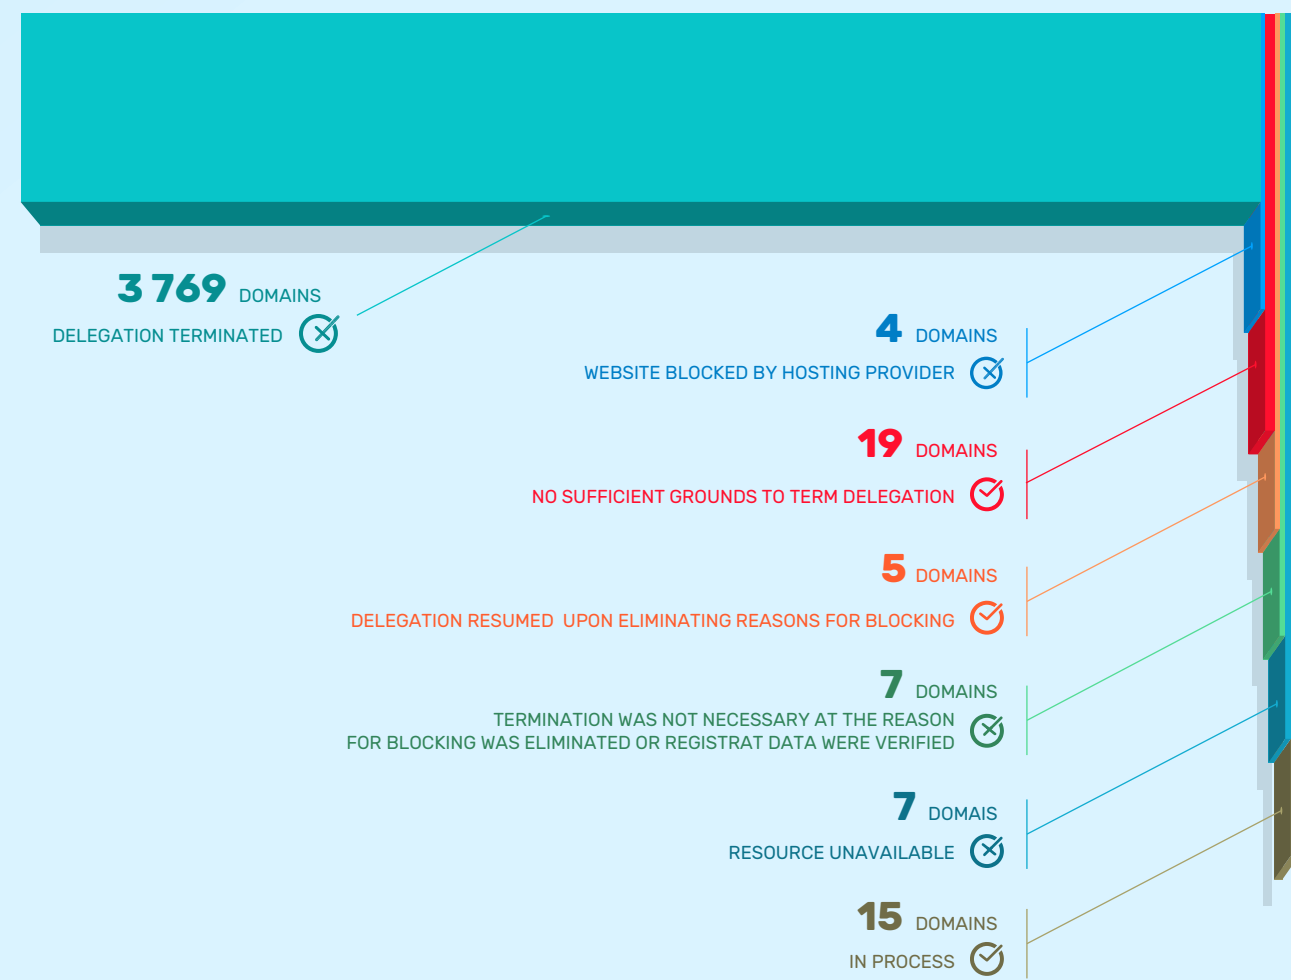 3 769 DOMAINS
DELEGATION TERMINATED
4 DOMAINS
WEBSITE BLOCKED BY HOSTING PROVIDER
19 DOMAINS
NO SUFFICIENT GROUNDS TO TERM DELEGATION
5 DOMAINS
DELEGATION RESUMED UPON ELIMINATING REASONS FOR BLOCKING
7 DOMAINS
TERMINATION WAS NOT NECESSARY AT THE REASON
FOR BLOCKING WAS ELIMINATED OR REGISTRAT DATA WERE VERIFIED
7 DOMAIS
RESOURCE UNAVAILABLE
15 DOMAINS
IN PROCESS